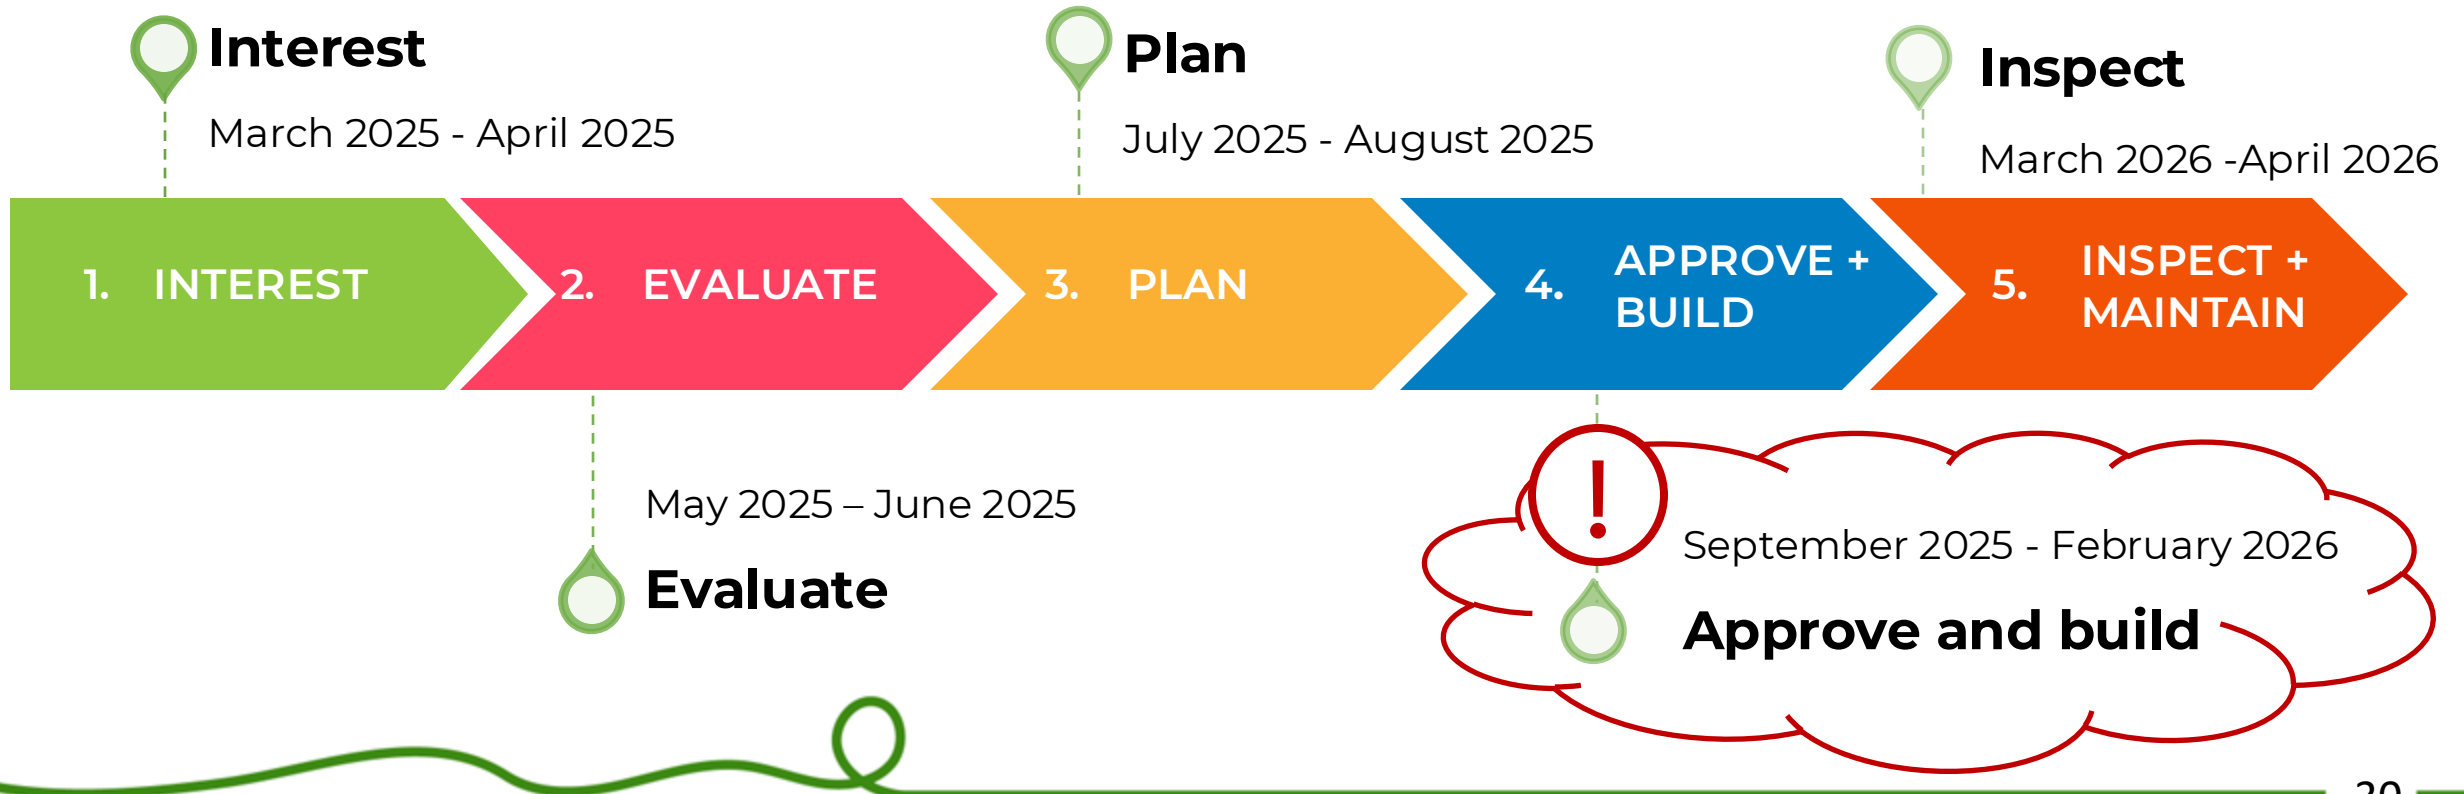 Interest
March 2025 - April 2025
Plan
July 2025 - August 2025
Inspect
March 2026 -April 2026
1. INTEREST
2. EVALUATE
3. PLAN
4. APPROVE +
BUILD
5. INSPECT +
MAINTAIN
May 2025 – June 2025
Evaluate
!
September 2025 - February 2026
Approve and build